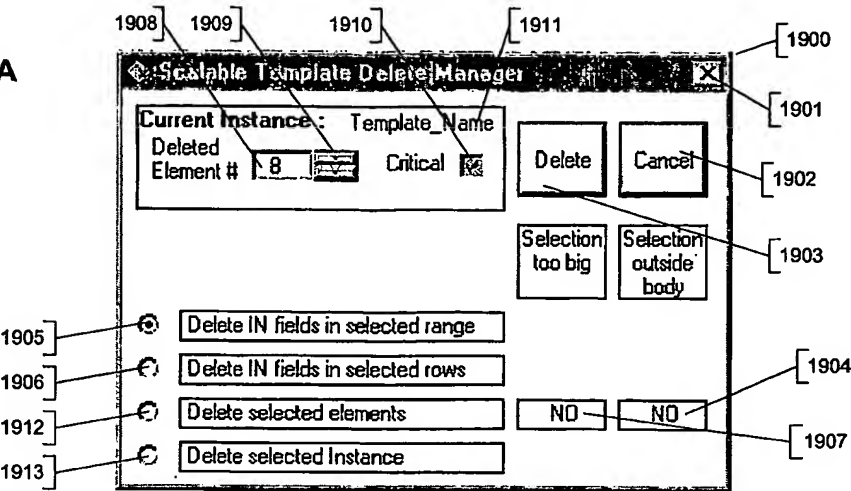 1908 1909 1910 1911
1900
A
Scalable Template Delete Manager
1901
Current Instance : Template_Name
Deleted
Element # 8 Critical
Delete Cancel
1902
1903
Selection
too big
Selection
outside
body
1905 Delete IN fields in selected range
1906 Delete IN fields in selected rows
1904
1912 Delete selected elements NO NO
1907
1913 Delete selected Instance